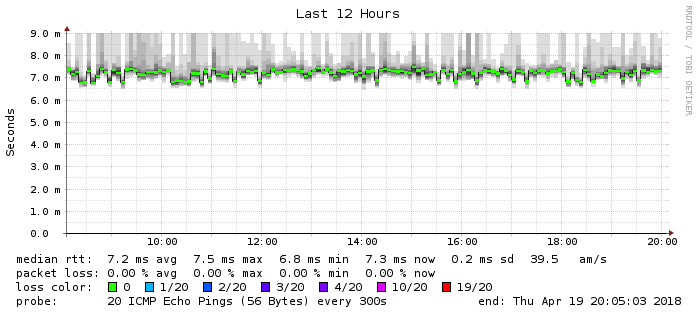 Last 12 Hours
RRDTOOL / TOBI OETIKER
Seconds
9.0 m
8.0 m
7.0 m
6.0 m
5.0 m
4.0 m
3.0 m
2.0 m
1.0 m
0.0
10:00 12:00 14:00 16:00 18:00 20:00
median rtt: 7.2 ms avg 7.5 ms max 6.8 ms min 7.3 ms now 0.2 ms sd 39.5 am/s
packet loss: 0.00 % avg 0.00 % max 0.00 % min 0.00 % now
loss color: 0 1/20 2/20 3/20 4/20 10/20 19/20
probe: 20 ICMP Echo Pings (56 Bytes) every 300s end: Thu Apr 19 20:05:03 2018